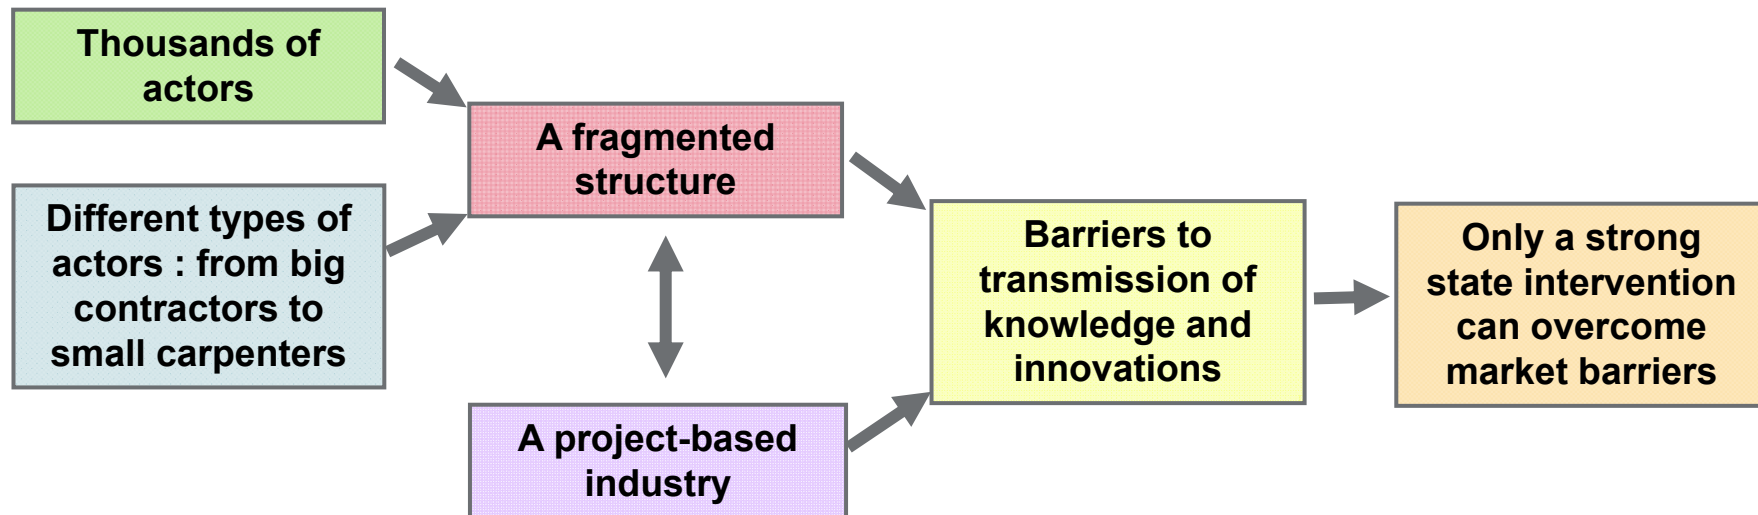 Thousands of
actors
Different types of
actors : from big
contractors to
small carpenters
A fragmented
structure
A project-based
industry
Barriers to
transmission of
knowledge and
innovations
Only a strong
state intervention
can overcome
market barriers